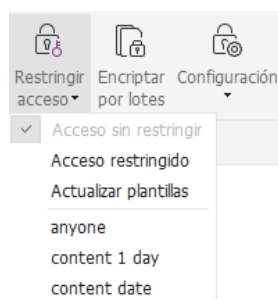 Restringir Encriptar Configuración
acceso por lotes
Acceso sin restringir
Acceso restringido
Actualizar plantillas
anyone
content 1 day
content date